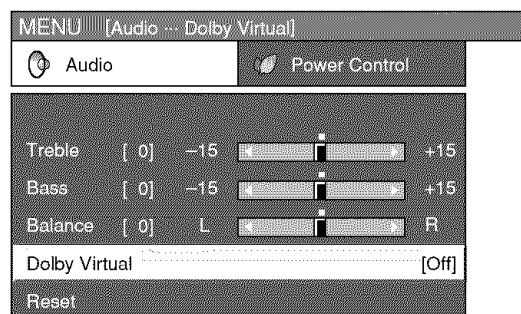 MENU [Audio ... Dolby Virtual]
Audio Power Control
Treble [ 0] –15 +15
Bass [ 0] –15 +15
Balance [ 0] L R
Dolby Virtual [Off]
Reset